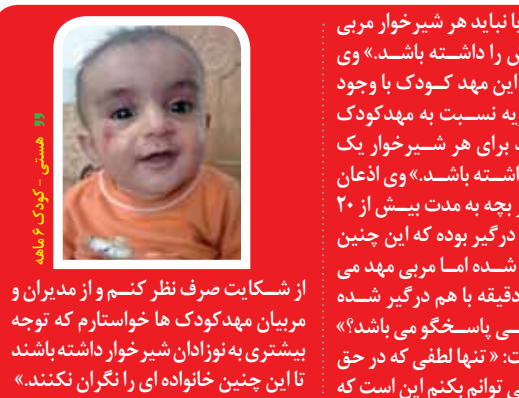 با نباید هر شیرخوار مربی
س را داشته باشد.» وی
این مهد کودک با وجود
ریه نسبت به مهدکودک
برای هر شیرخوار یک
اشته باشد.» وی اذعان
بچه به مدت بیش از ۲۰
درگیر بوده که این چنین
شده اما مربی مهد می
دقیقه با هم درگیر شده
ـی پاسخگو می باشد؟»
ت: «تنها لطفی که در حق
ی توانم بکنم این است که
هستی - کودک ۶ ماهه
از شکایت صرف نظر کنم و از مدیران و
مربیان مهدکودک ها خواستارم که توجه
بیشتری به نوزادان شیرخوار داشته باشند
تا این چنین خانواده ای را نگران نکنند.»